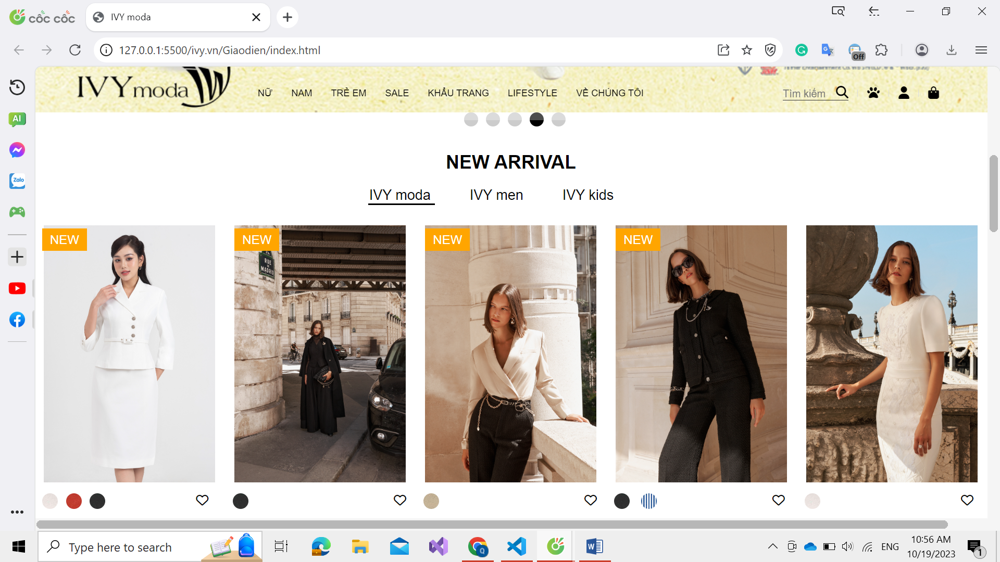 cốc cốc
IVY moda
127.0.0.1:5500/ivy.vn/Giaodien/index.html
Off
AI
Zalo
IVY moda
NỮ
NAM
TRẺ EM
SALE
KHẨU TRANG
LIFESTYLE
VỀ CHÚNG TÔI
Tìm kiếm
NEW ARRIVAL
IVY moda
IVY men
IVY kids
NEW
NEW
RUE
DE
MADRID
NEW
NEW
Type here to search
Q
W
ENG
10:56 AM
10/19/2023
1